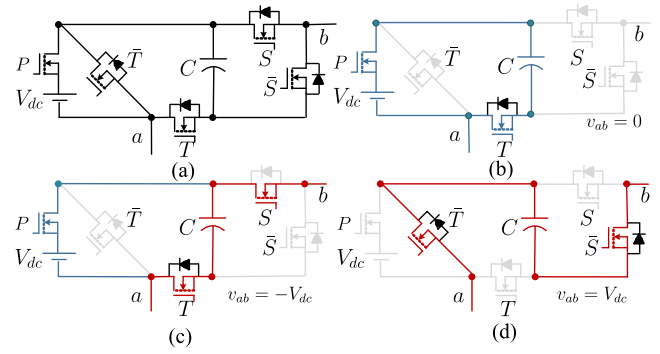 b
P
T̄
C
S
S̄
V_dc
a
T
(a)
b
P
T̄
C
S
S̄
V_dc
a
T
v_ab = 0
(b)
b
P
T̄
C
S
S̄
V_dc
a
T
v_ab = −V_dc
(c)
b
P
T̄
C
S
S̄
V_dc
a
T
v_ab = V_dc
(d)